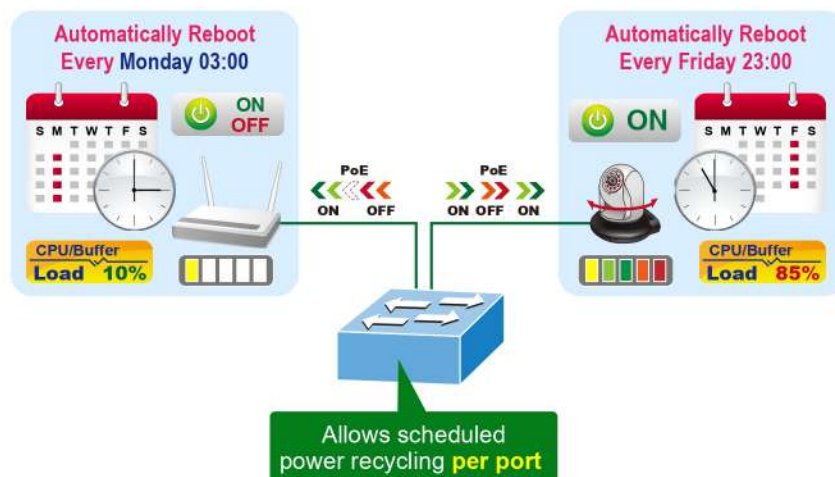 Automatically Reboot
Every Monday 03:00
S M T W T F S
ON
OFF
PoE
ON OFF
CPU/Buffer
Load 10%
Automatically Reboot
Every Friday 23:00
ON
S M T W T F S
PoE
ON OFF ON
CPU/Buffer
Load 85%
Allows scheduled
power recycling per port